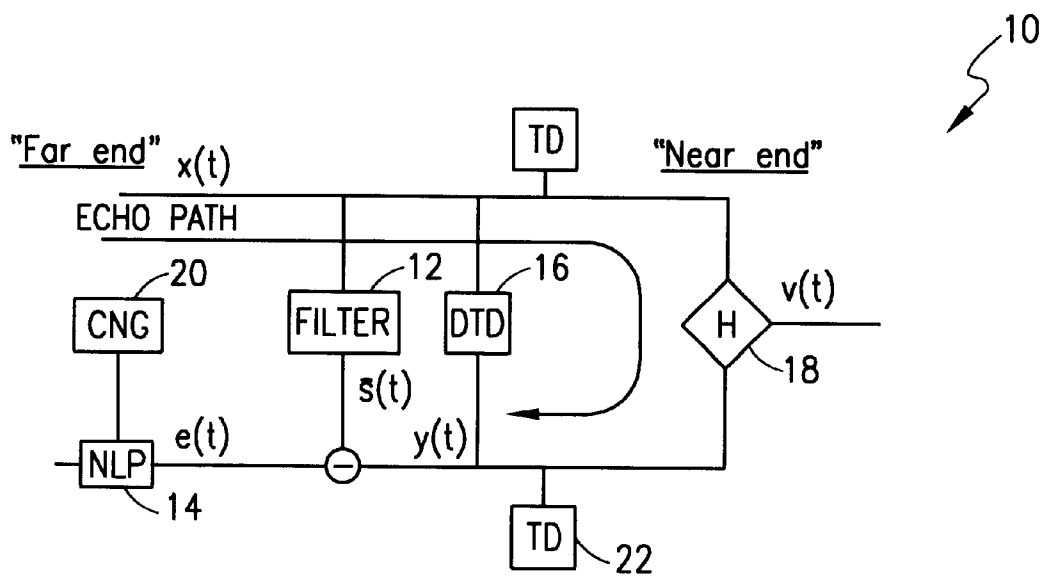 10
TD
"Far end"
"Near end"
x(t)
ECHO PATH
20
12
16
v(t)
CNG
FILTER
DTD
H
18
s̄(t)
e(t)
y(t)
NLP
14
TD
22